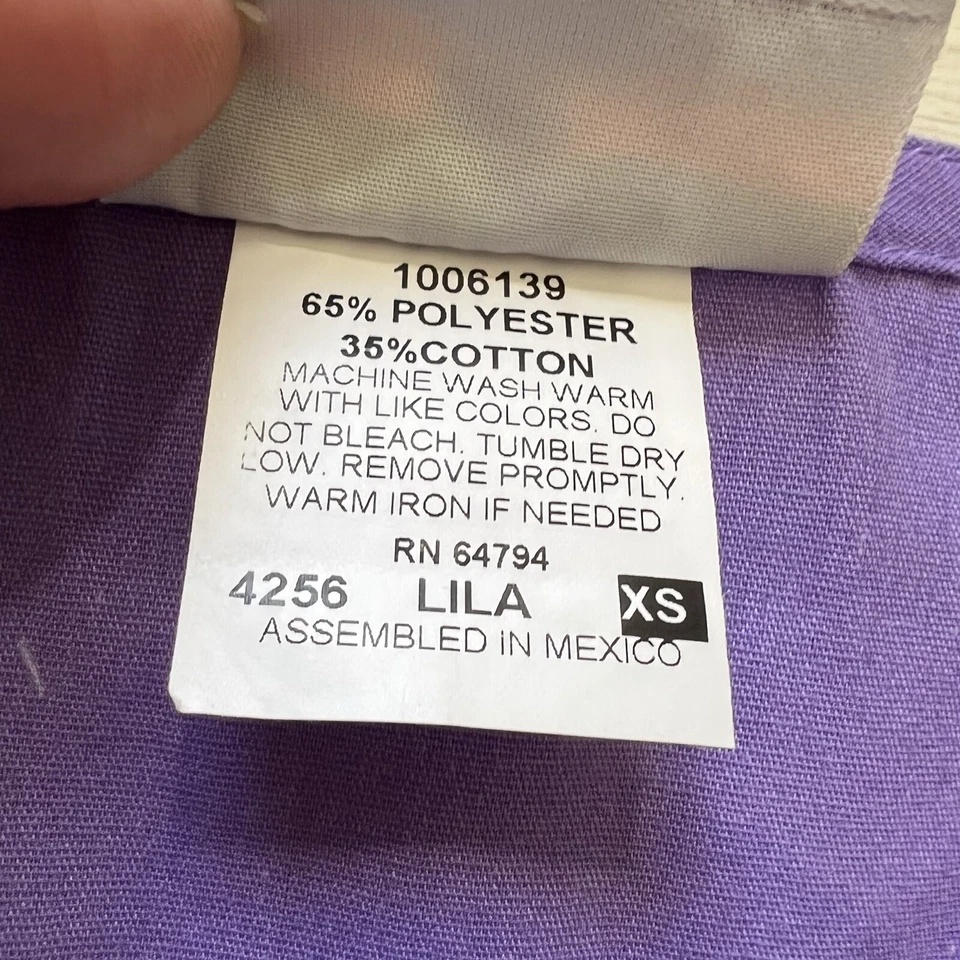 1006139
65% POLYESTER
35%COTTON
MACHINE WASH WARM
WITH LIKE COLORS. DO
NOT BLEACH. TUMBLE DRY
LOW. REMOVE PROMPTLY.
WARM IRON IF NEEDED
RN 64794
4256 LILA XS
ASSEMBLED iN MEXICO